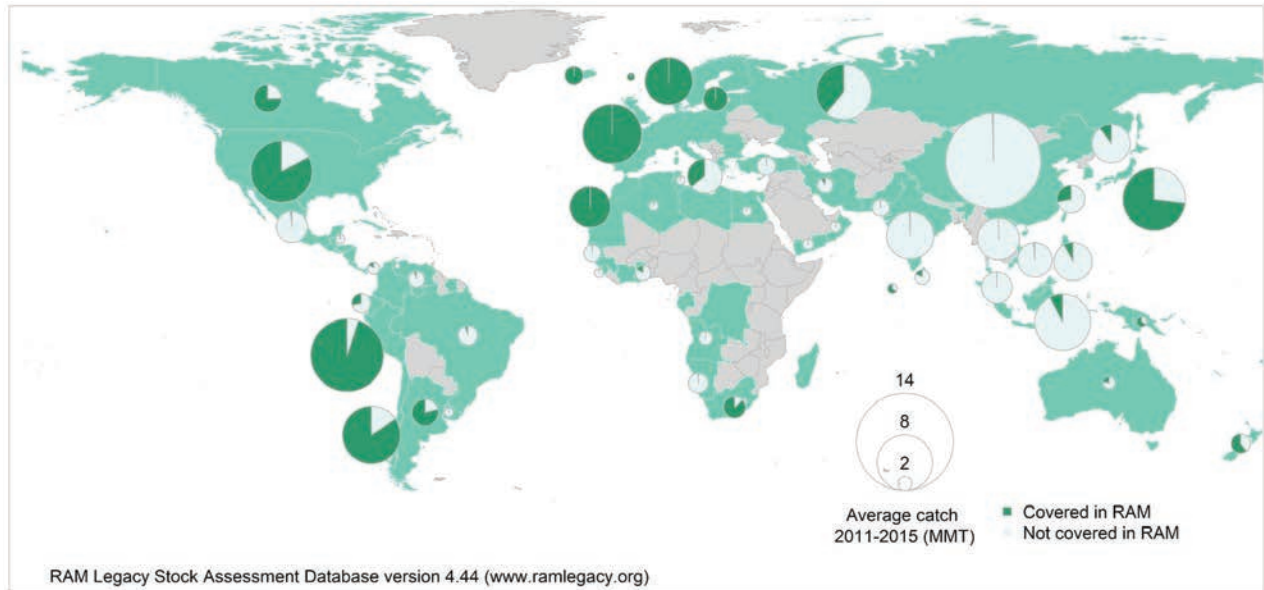 14
8
2
Average catch
2011-2015 (MMT)
Covered in RAM
Not covered in RAM
RAM Legacy Stock Assessment Database version 4.44 (www.ramlegacy.org)